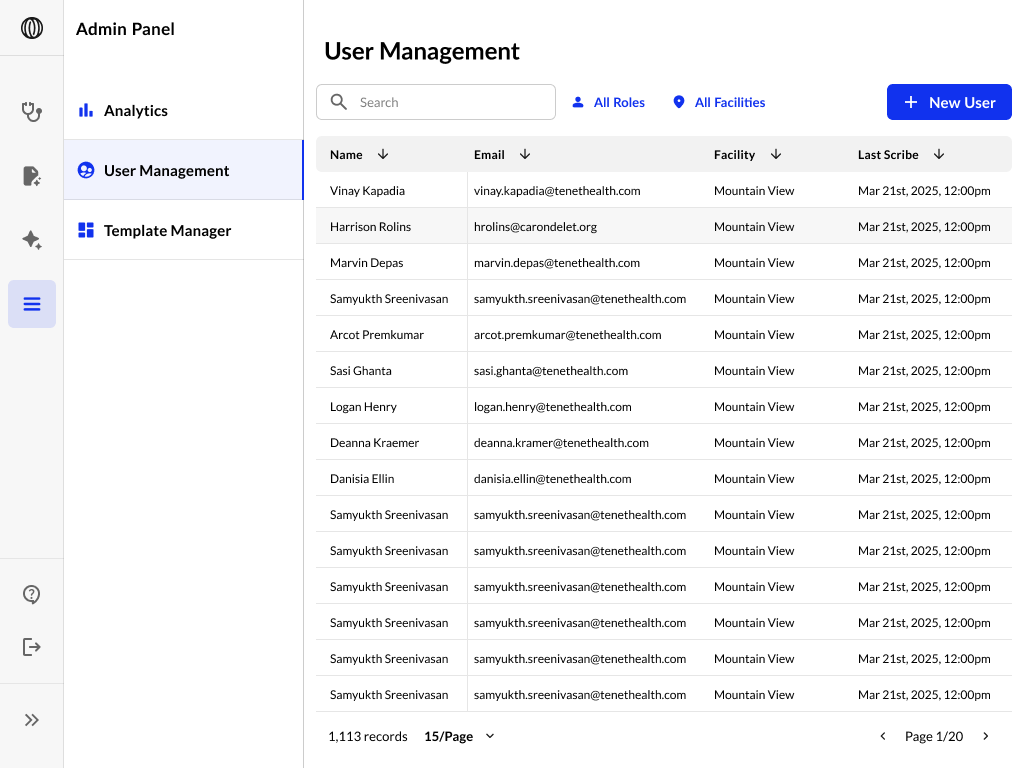 Admin Panel
Analytics
User Management
Template Manager
User Management
Search
All Roles
All Facilities
New User
Name Email Facility Last Scribe
Vinay Kapadia vinay.kapadia@tenethealth.com Mountain View Mar 21st, 2025, 12:00pm
Harrison Rolins hrolins@carondelet.org Mountain View Mar 21st, 2025, 12:00pm
Marvin Depas marvin.depas@tenethealth.com Mountain View Mar 21st, 2025, 12:00pm
Samyukth Sreenivasan samyukth.sreenivasan@tenethealth.com Mountain View Mar 21st, 2025, 12:00pm
Arcot Premkumar arcot.premkumar@tenethealth.com Mountain View Mar 21st, 2025, 12:00pm
Sasi Ghanta sasi.ghanta@tenethealth.com Mountain View Mar 21st, 2025, 12:00pm
Logan Henry logan.henry@tenethealth.com Mountain View Mar 21st, 2025, 12:00pm
Deanna Kraemer deanna.kramer@tenethealth.com Mountain View Mar 21st, 2025, 12:00pm
Danisia Ellin danisia.ellin@tenethealth.com Mountain View Mar 21st, 2025, 12:00pm
Samyukth Sreenivasan samyukth.sreenivasan@tenethealth.com Mountain View Mar 21st, 2025, 12:00pm
Samyukth Sreenivasan samyukth.sreenivasan@tenethealth.com Mountain View Mar 21st, 2025, 12:00pm
Samyukth Sreenivasan samyukth.sreenivasan@tenethealth.com Mountain View Mar 21st, 2025, 12:00pm
Samyukth Sreenivasan samyukth.sreenivasan@tenethealth.com Mountain View Mar 21st, 2025, 12:00pm
Samyukth Sreenivasan samyukth.sreenivasan@tenethealth.com Mountain View Mar 21st, 2025, 12:00pm
Samyukth Sreenivasan samyukth.sreenivasan@tenethealth.com Mountain View Mar 21st, 2025, 12:00pm
1,113 records 15/Page Page 1/20